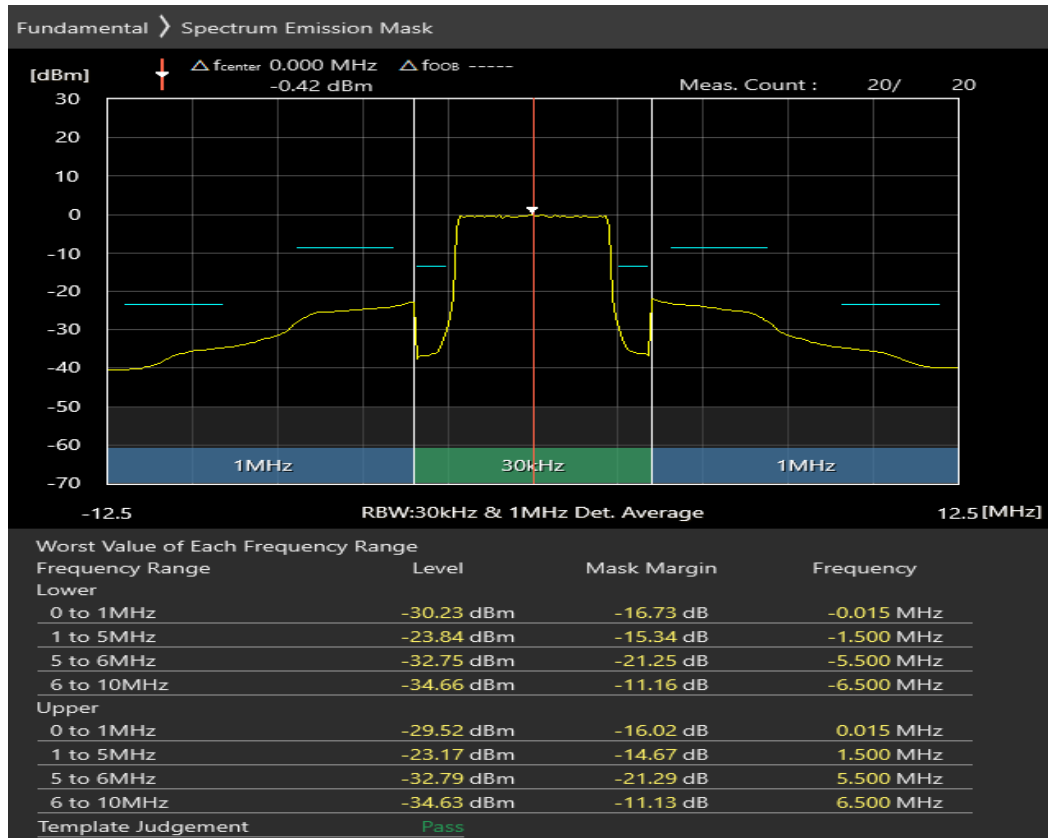 Fundamental ❭ Spectrum Emission Mask
△ fcenter 0.000 MHz △ fOOB -----
[dBm]
-0.42 dBm Meas. Count : 20/ 20
30
20
10
0
-10
-20
-30
-40
-50
-60
1MHz 30kHz 1MHz
-70
-12.5 RBW:30kHz & 1MHz Det. Average 12.5 [MHz]
Worst Value of Each Frequency Range
Frequency Range Level Mask Margin Frequency
Lower
0 to 1MHz -30.23 dBm -16.73 dB -0.015 MHz
1 to 5MHz -23.84 dBm -15.34 dB -1.500 MHz
5 to 6MHz -32.75 dBm -21.25 dB -5.500 MHz
6 to 10MHz -34.66 dBm -11.16 dB -6.500 MHz
Upper
0 to 1MHz -29.52 dBm -16.02 dB 0.015 MHz
1 to 5MHz -23.17 dBm -14.67 dB 1.500 MHz
5 to 6MHz -32.79 dBm -21.29 dB 5.500 MHz
6 to 10MHz -34.63 dBm -11.13 dB 6.500 MHz
Template Judgement Pass